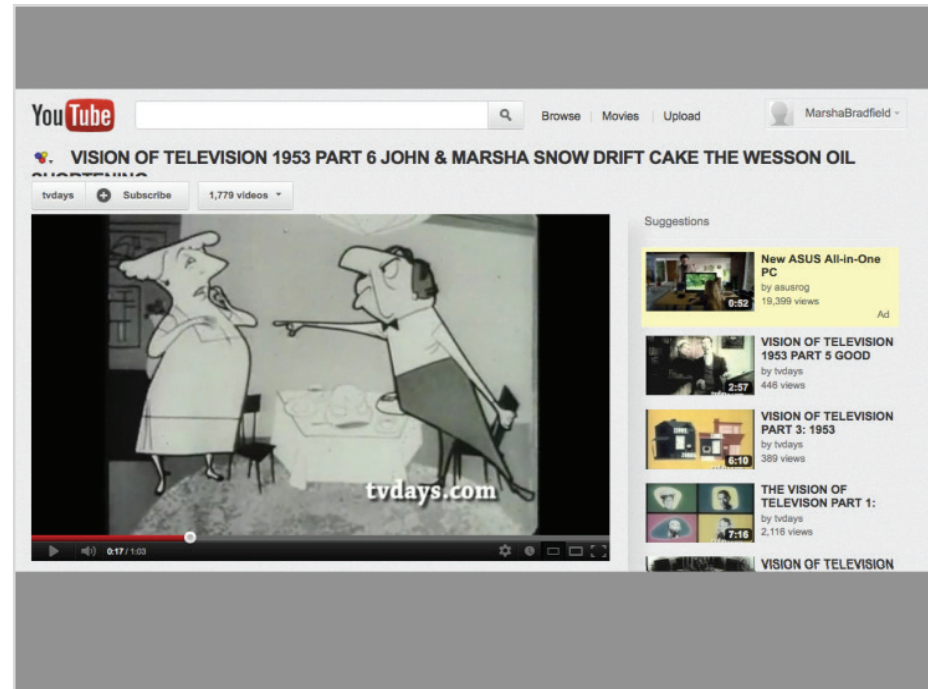 You Tube
Browse Movies Upload
MarshaBradfield
VISION OF TELEVISION 1953 PART 6 JOHN & MARSHA SNOW DRIFT CAKE THE WESSON OIL
SHORTENING
tvdays Subscribe 1,779 videos
Suggestions
New ASUS All-in-One
PC
by asusrog
19,399 views
Ad
0:52
VISION OF TELEVISION
1953 PART 5 GOOD
by tvdays
446 views
2:57
VISION OF TELEVISION
PART 3: 1953
by tvdays
389 views
6:10
THE VISION OF
TELEVISON PART 1:
by tvdays
2,116 views
7:16
VISION OF TELEVISION
tvdays.com
0:17 / 1:03